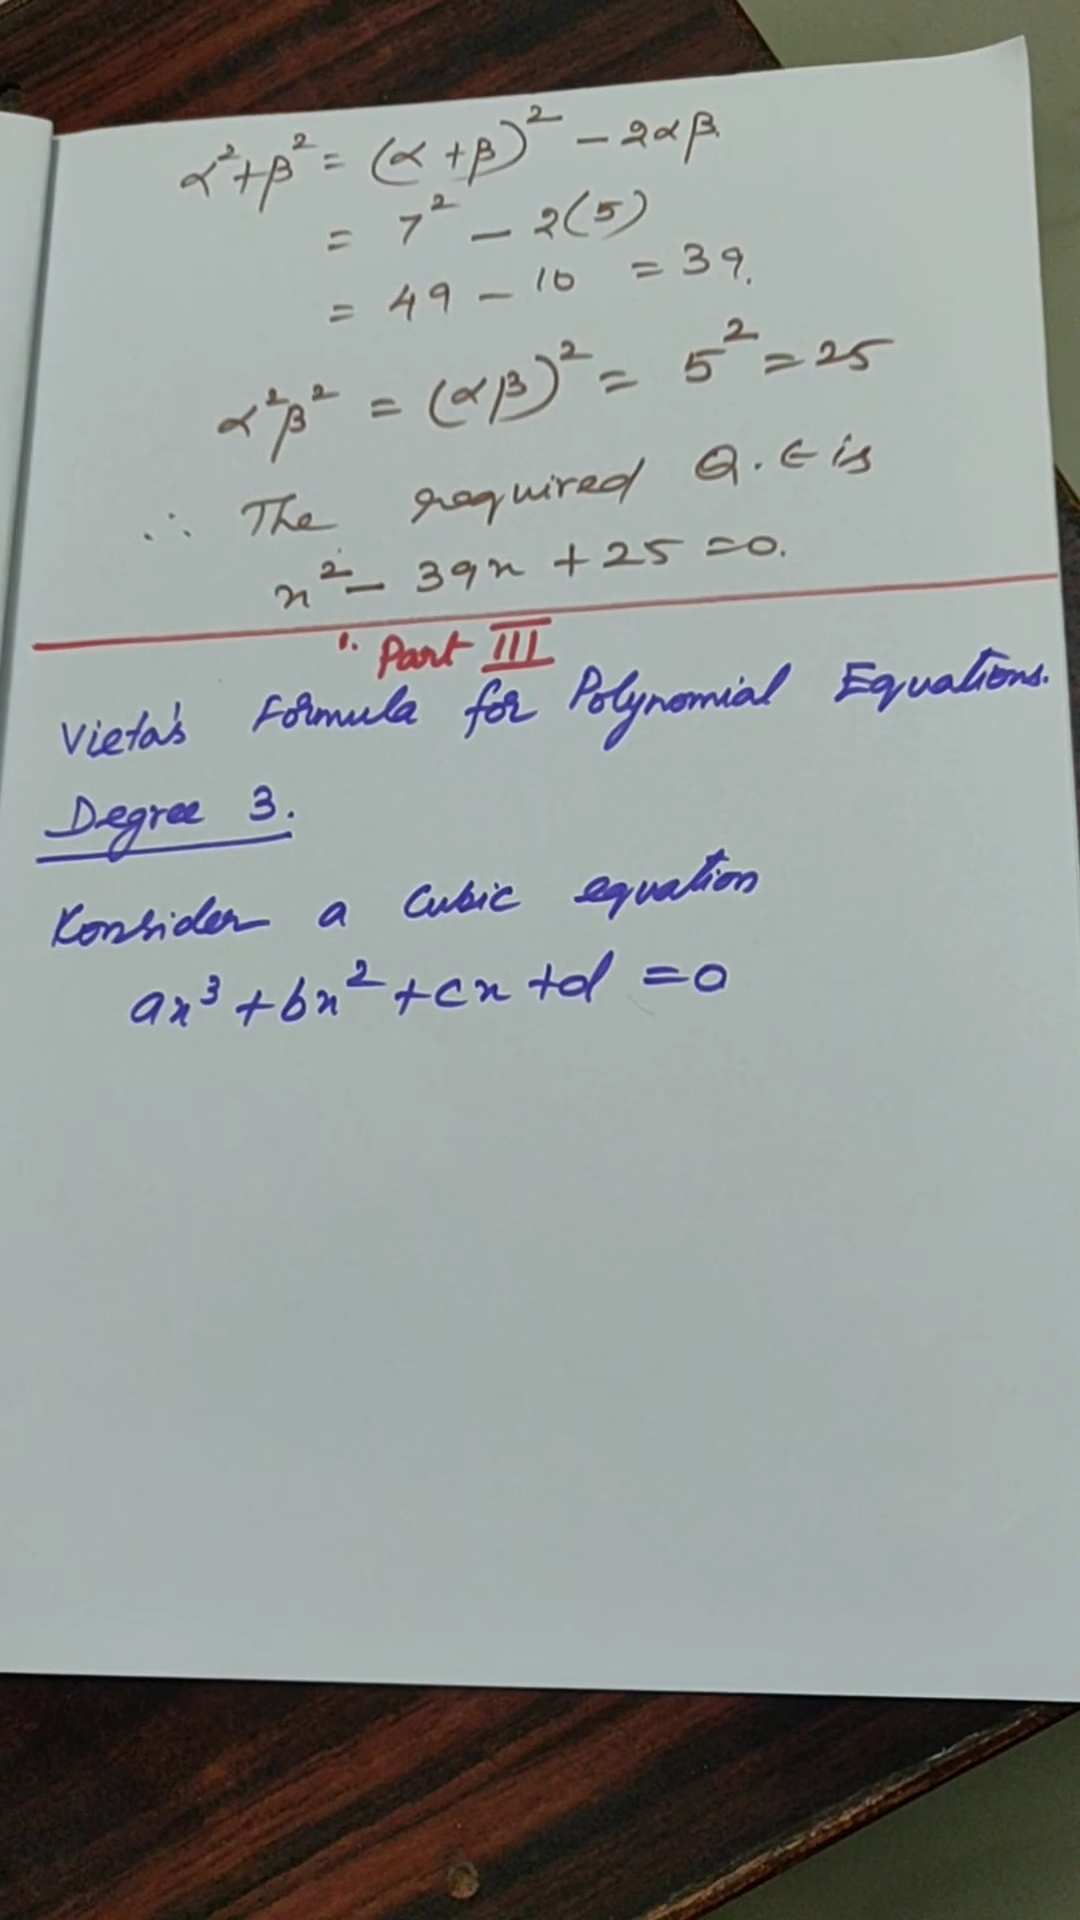 α²+β² = (α+β)² – 2αβ.
= 7² – 2(5)
= 49 – 10 = 39.
α²β² = (αβ)² = 5² = 25
∴ The required Q.E is
x² – 39x + 25 = 0.
Part III
Vieta's Formula for Polynomial Equations.
Degree 3.
Consider a Cubic equation
ax³ + bx² + cx + d = 0